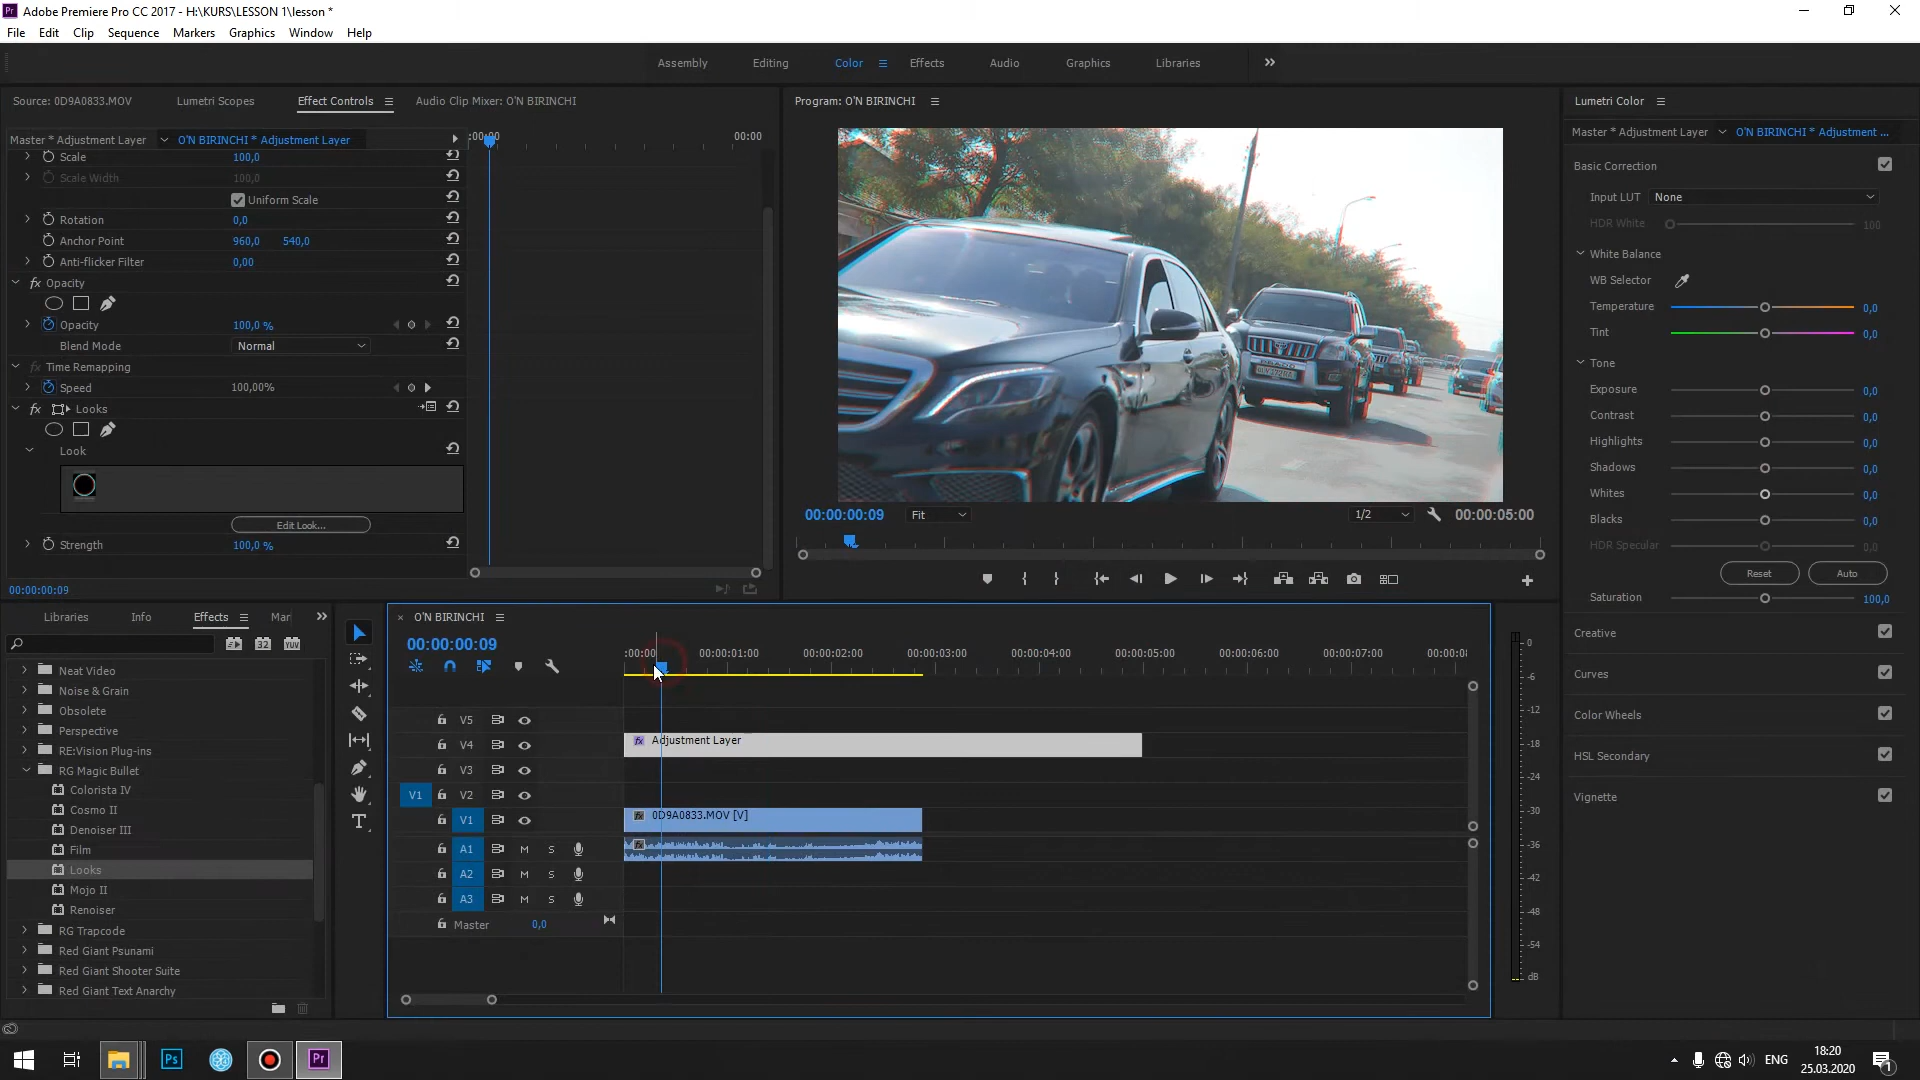 Adobe Premiere Pro CC 2017 - H:\KURS\LESSON 1\lesson *
File Edit Clip Sequence Markers Graphics Window Help
Assembly Editing Color Effects Audio Graphics Libraries
Source: 0D9A0833.MOV Lumetri Scopes Effect Controls Audio Clip Mixer: O'N BIRINCHI
Master * Adjustment Layer O'N BIRINCHI * Adjustment Layer
:00:00 00:00
Scale 100,0
Scale Width 100,0
Uniform Scale
Rotation 0,0
Anchor Point 960,0 540,0
Anti-flicker Filter 0,00
fx Opacity
Opacity 100,0 %
Blend Mode Normal
fx Time Remapping
Speed 100,00%
fx Looks
Look
Edit Look...
Strength 100,0 %
00:00:00:09
Program: O'N BIRINCHI
00:00:00:09 Fit 1/2 00:00:05:00
Lumetri Color
Master * Adjustment Layer O'N BIRINCHI * Adjustment ...
Basic Correction
Input LUT None
HDR White 100
White Balance
WB Selector
Temperature 0,0
Tint 0,0
Tone
Exposure 0,0
Contrast 0,0
Highlights 0,0
Shadows 0,0
Whites 0,0
Blacks 0,0
HDR Specular 0,0
Reset Auto
Saturation 100,0
Creative
Curves
Color Wheels
HSL Secondary
Vignette
Libraries Info Effects Mar
32 YUV
Neat Video
Noise & Grain
Obsolete
Perspective
RE:Vision Plug-ins
RG Magic Bullet
Colorista IV
Cosmo II
Denoiser III
Film
Looks
Mojo II
Renoiser
RG Trapcode
Red Giant Psunami
Red Giant Shooter Suite
Red Giant Text Anarchy
O'N BIRINCHI
00:00:00:09
:00:00 00:00:01:00 00:00:02:00 00:00:03:00 00:00:04:00 00:00:05:00 00:00:06:00 00:00:07:00 00:00:0
V5
V4 fx Adjustment Layer
V3
V1 V2
V1 fx 0D9A0833.MOV [V]
A1 M S fx
A2 M S
A3 M S
Master 0,0
0
-6
-12
-18
-24
-30
-36
-42
-48
-54
dB
Ps Pr ENG 18:20
25.03.2020 1